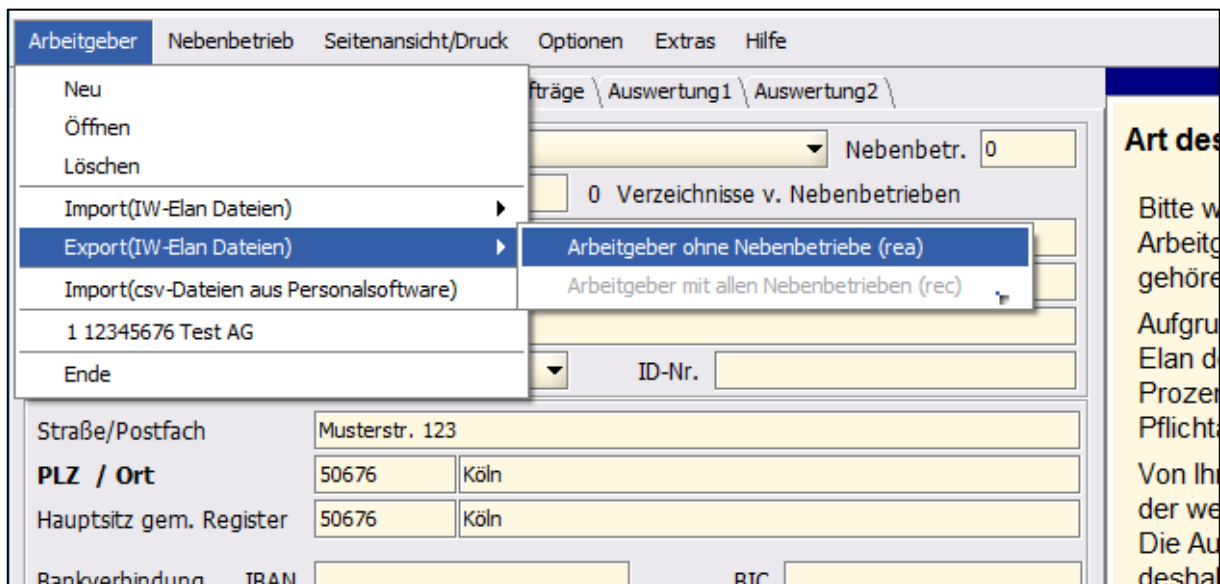 Arbeitgeber Nebenbetrieb Seitenansicht/Druck Optionen Extras Hilfe
Neu
Öffnen
Löschen
Import(IW-Elan Dateien)
Export(IW-Elan Dateien)
Import(csv-Dateien aus Personalsoftware)
1 12345676 Test AG
Ende
Arbeitgeber ohne Nebenbetriebe (rea)
Arbeitgeber mit allen Nebenbetrieben (rec)
fträge Auswertung1 Auswertung2
Nebenbetr. 0
0 Verzeichnisse v. Nebenbetrieben
ID-Nr.
Straße/Postfach Musterstr. 123
PLZ / Ort 50676 Köln
Hauptsitz gem. Register 50676 Köln
Bankverbindung IBAN BIC
Art des
Bitte w
Arbeitg
gehöre
Aufgru
Elan d
Prozer
Pflicht
Von Ih
der we
Die Au
deshal